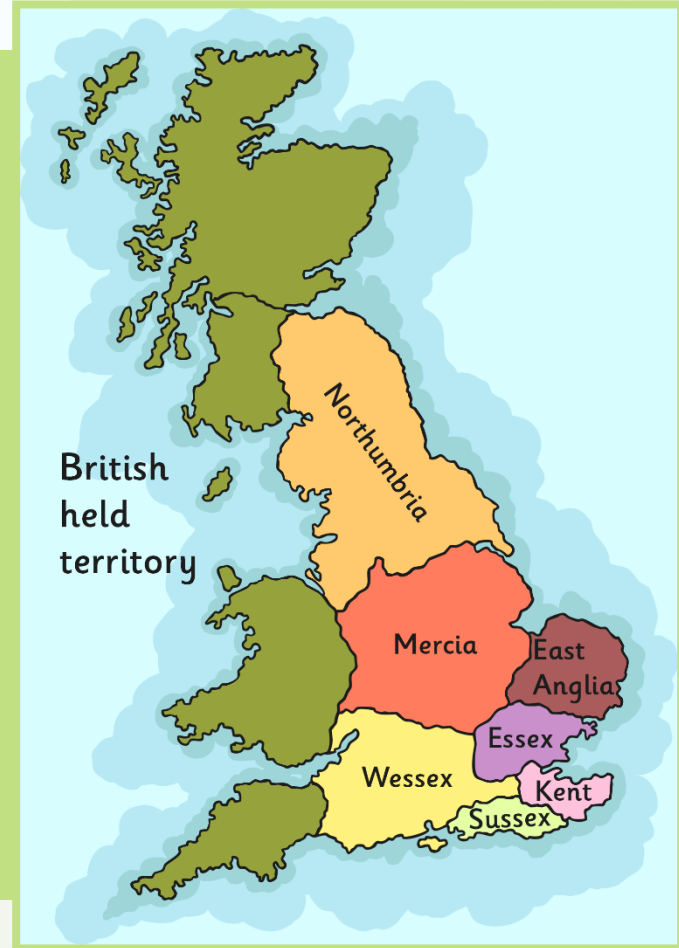 Northumbria
British
held
territory
Mercia
East
Anglia
Essex
Wessex
Kent
Sussex